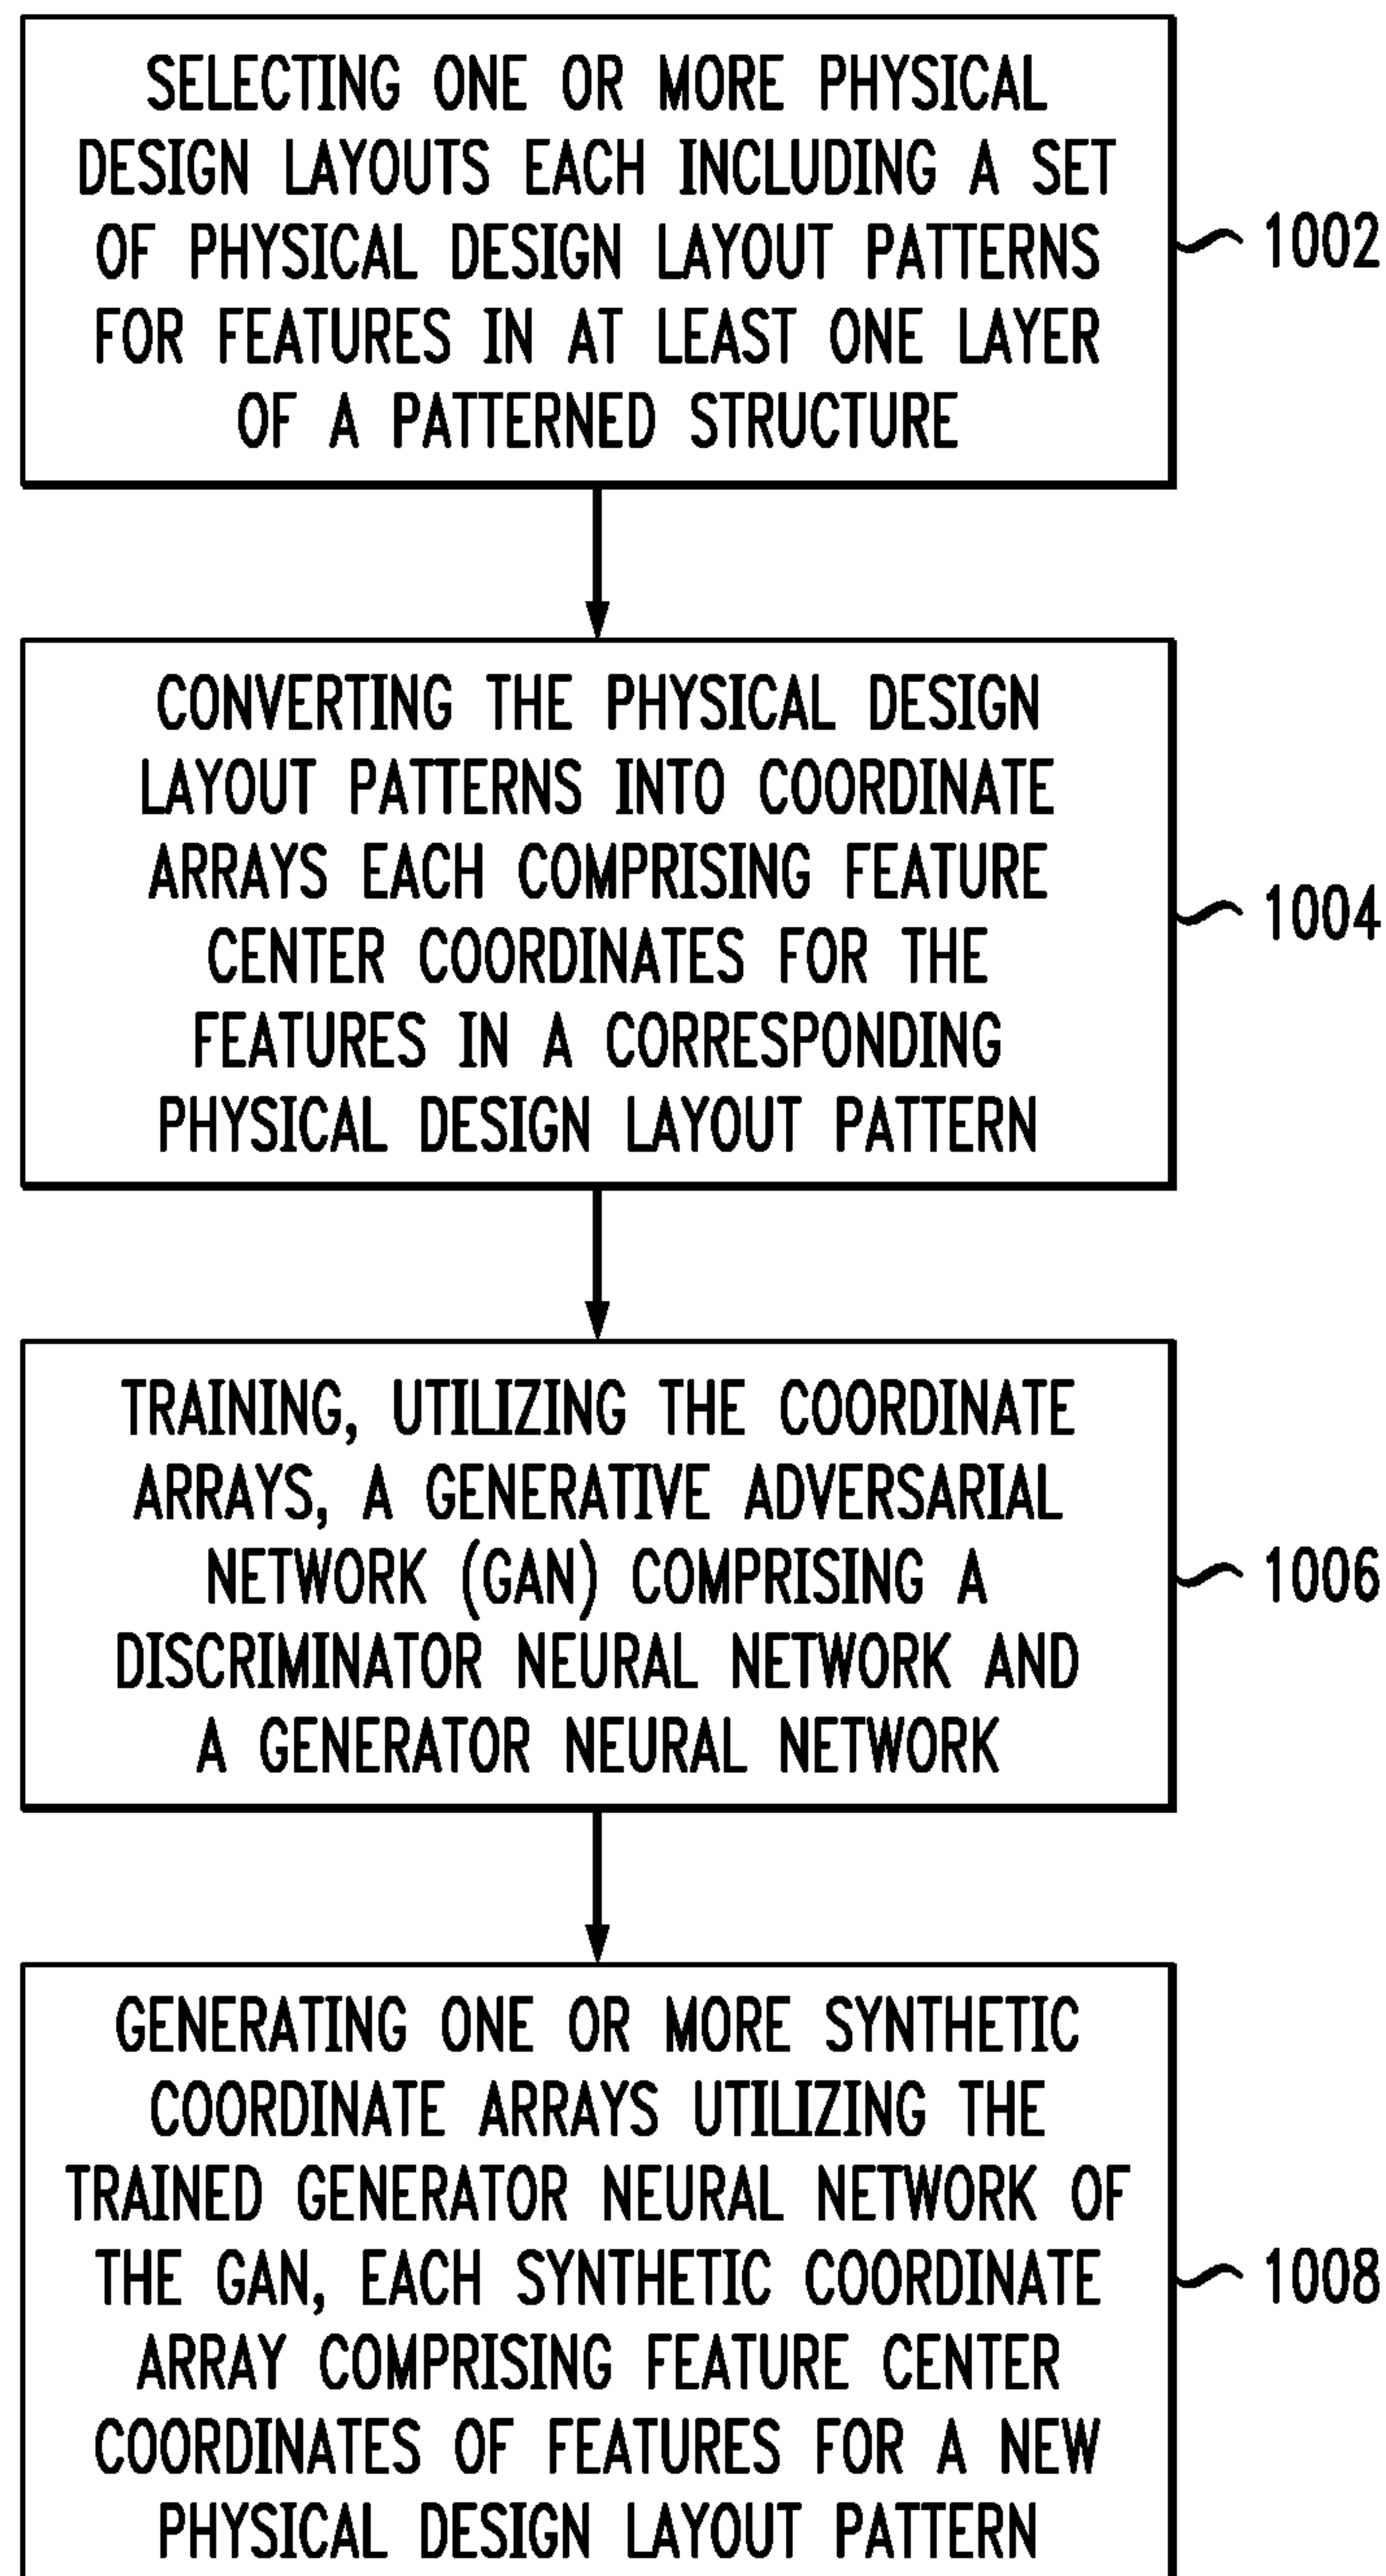 SELECTING ONE OR MORE PHYSICAL
DESIGN LAYOUTS EACH INCLUDING A SET
OF PHYSICAL DESIGN LAYOUT PATTERNS
FOR FEATURES IN AT LEAST ONE LAYER
OF A PATTERNED STRUCTURE
1002
CONVERTING THE PHYSICAL DESIGN
LAYOUT PATTERNS INTO COORDINATE
ARRAYS EACH COMPRISING FEATURE
CENTER COORDINATES FOR THE
FEATURES IN A CORRESPONDING
PHYSICAL DESIGN LAYOUT PATTERN
1004
TRAINING, UTILIZING THE COORDINATE
ARRAYS, A GENERATIVE ADVERSARIAL
NETWORK (GAN) COMPRISING A
DISCRIMINATOR NEURAL NETWORK AND
A GENERATOR NEURAL NETWORK
1006
GENERATING ONE OR MORE SYNTHETIC
COORDINATE ARRAYS UTILIZING THE
TRAINED GENERATOR NEURAL NETWORK OF
THE GAN, EACH SYNTHETIC COORDINATE
ARRAY COMPRISING FEATURE CENTER
COORDINATES OF FEATURES FOR A NEW
PHYSICAL DESIGN LAYOUT PATTERN
1008